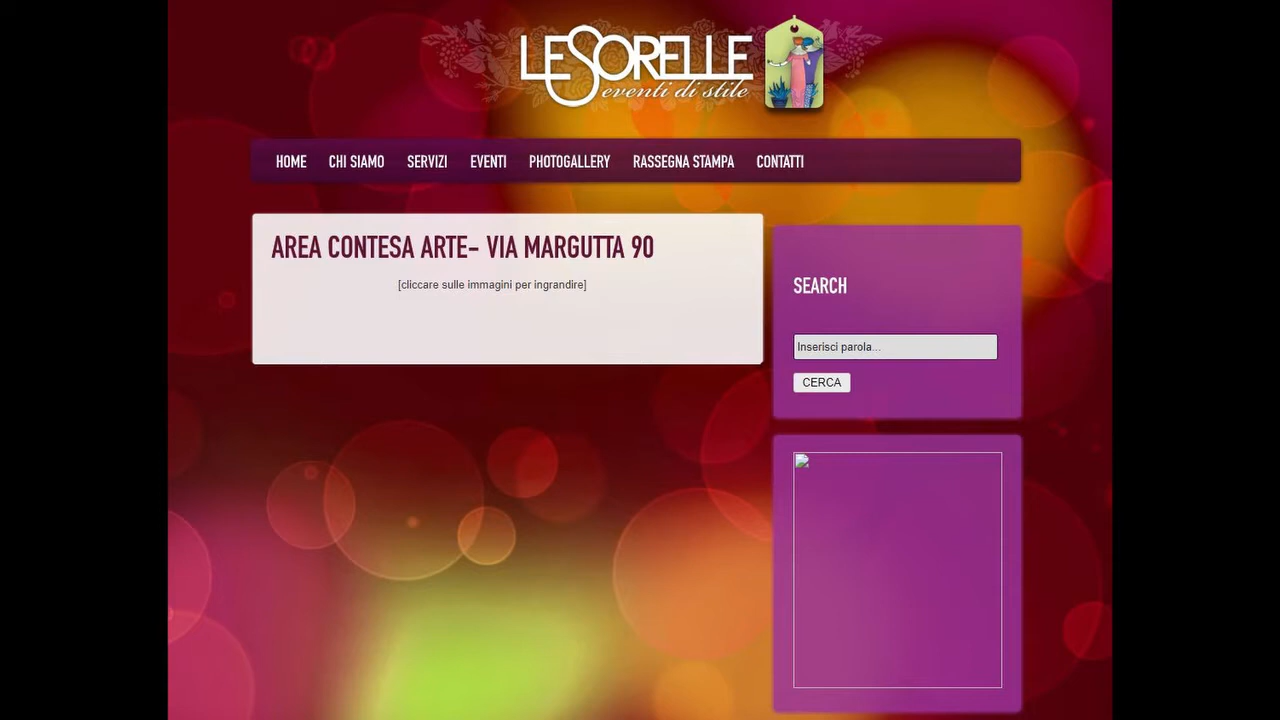 LESORELLE
eventi di stile
HOME CHI SIAMO SERVIZI EVENTI PHOTOGALLERY RASSEGNA STAMPA CONTATTI
AREA CONTESA ARTE- VIA MARGUTTA 90
[cliccare sulle immagini per ingrandire]
SEARCH
Inserisci parola...
CERCA